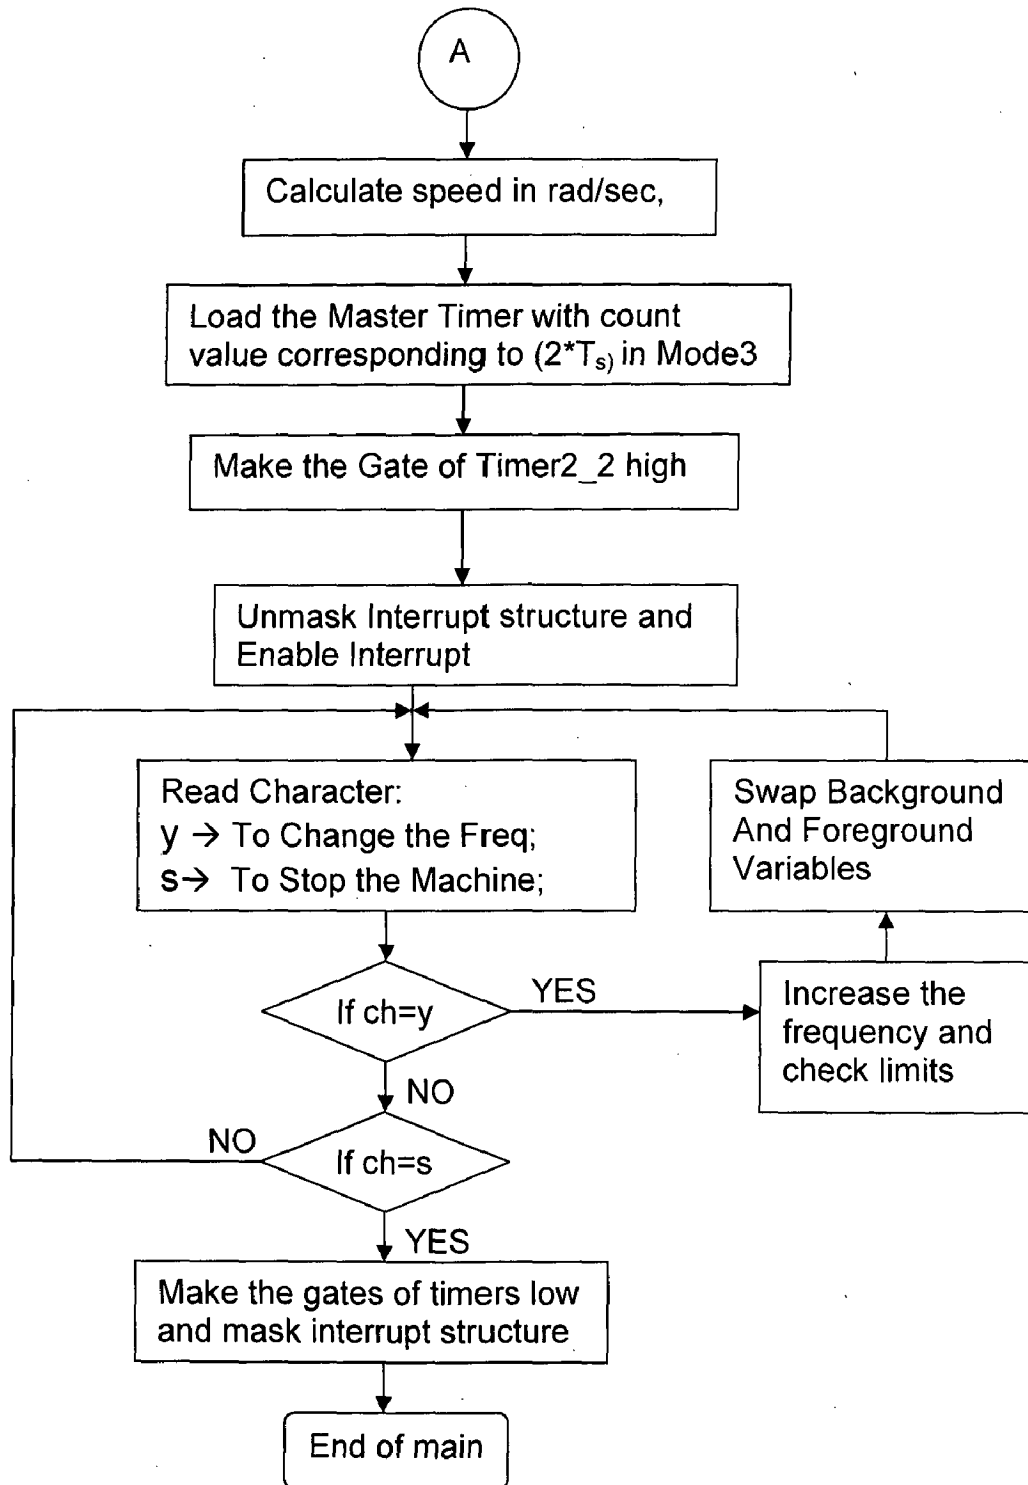 A
Calculate speed in rad/sec,
Load the Master Timer with count
value corresponding to (2*Ts) in Mode3
Make the Gate of Timer2_2 high
Unmask Interrupt structure and
Enable Interrupt
Read Character:
y → To Change the Freq;
s→ To Stop the Machine;
Swap Background
And Foreground
Variables
If ch=y
YES
Increase the
frequency and
check limits
NO
NO
If ch=s
YES
Make the gates of timers low
and mask interrupt structure
End of main